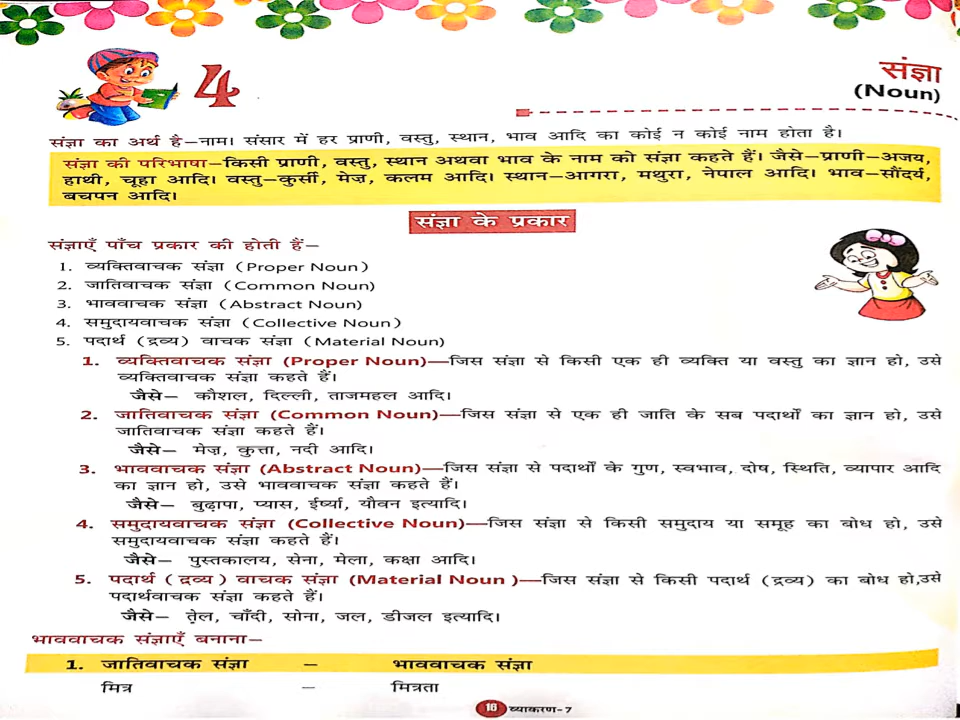 4
संज्ञा
(Noun)
संज्ञा का अर्थ है–नाम। संसार में हर प्राणी, वस्तु, स्थान, भाव आदि का कोई न कोई नाम होता है।
संज्ञा की परिभाषा–किसी प्राणी, वस्तु, स्थान अथवा भाव के नाम को संज्ञा कहते हैं। जैसे–प्राणी–अजय,
हाथी, चूहा आदि। वस्तु–कुर्सी, मेज़, कलम आदि। स्थान–आगरा, मथुरा, नेपाल आदि। भाव–सौंदर्य,
बचपन आदि।
संज्ञा के प्रकार
संज्ञाएँ पाँच प्रकार की होती हैं–
1. व्यक्तिवाचक संज्ञा (Proper Noun)
2. जातिवाचक संज्ञा (Common Noun)
3. भाववाचक संज्ञा (Abstract Noun)
4. समुदायवाचक संज्ञा (Collective Noun)
5. पदार्थ (द्रव्य) वाचक संज्ञा (Material Noun)
1. व्यक्तिवाचक संज्ञा (Proper Noun)—जिस संज्ञा से किसी एक ही व्यक्ति या वस्तु का ज्ञान हो, उसे
व्यक्तिवाचक संज्ञा कहते हैं।
जैसे– कौशल, दिल्ली, ताजमहल आदि।
2. जातिवाचक संज्ञा (Common Noun)—जिस संज्ञा से एक ही जाति के सब पदार्थों का ज्ञान हो, उसे
जातिवाचक संज्ञा कहते हैं।
जैसे– मेज़, कुत्ता, नदी आदि।
3. भाववाचक संज्ञा (Abstract Noun)—जिस संज्ञा से पदार्थों के गुण, स्वभाव, दोष, स्थिति, व्यापार आदि
का ज्ञान हो, उसे भाववाचक संज्ञा कहते हैं।
जैसे– बुढ़ापा, प्यास, ईर्ष्या, यौवन इत्यादि।
4. समुदायवाचक संज्ञा (Collective Noun)—जिस संज्ञा से किसी समुदाय या समूह का बोध हो, उसे
समुदायवाचक संज्ञा कहते हैं।
जैसे– पुस्तकालय, सेना, मेला, कक्षा आदि।
5. पदार्थ (द्रव्य) वाचक संज्ञा (Material Noun )—जिस संज्ञा से किसी पदार्थ (द्रव्य) का बोध हो,उसे
पदार्थवाचक संज्ञा कहते हैं।
जैसे– तेल, चाँदी, सोना, जल, डीजल इत्यादि।
भाववाचक संज्ञाएँ बनाना–
1. जातिवाचक संज्ञा – भाववाचक संज्ञा
मित्र – मित्रता
16 व्याकरण-7